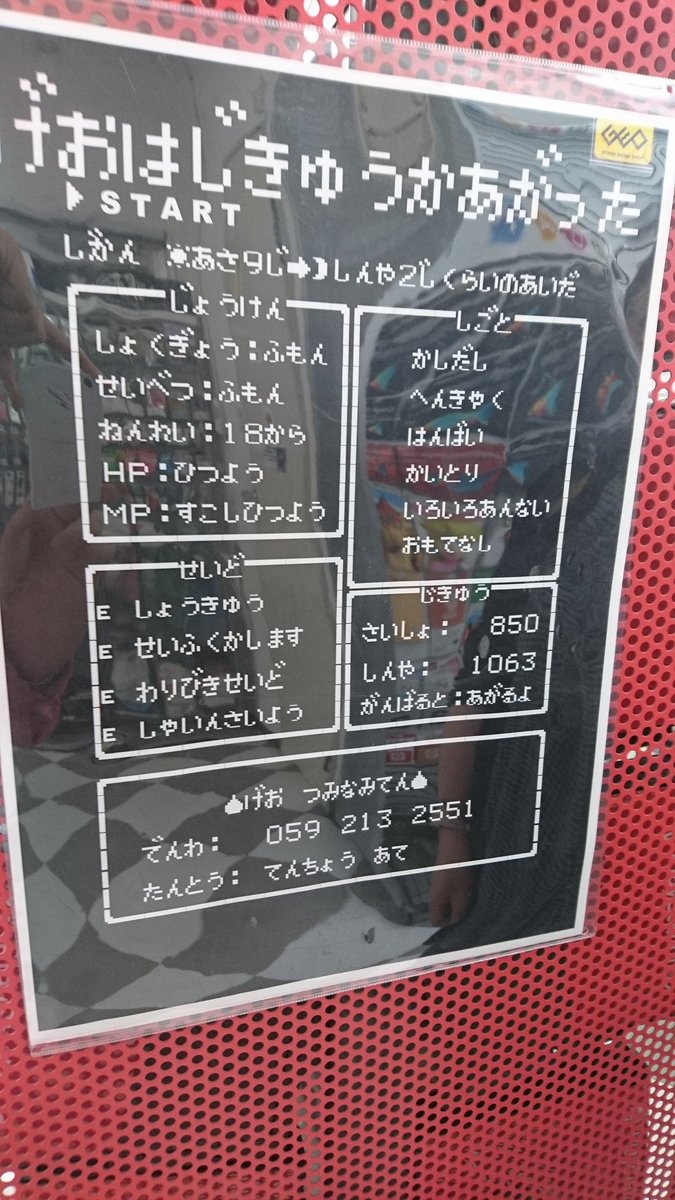 げおはじきゅうがあがった
GEO
▶START
じかん ☀あさ9じ➡☽しんや2じくらいのあいだ
じょうけん
しょくぎょう:ふもん
せいべつ:ふもん
ねんれい:18から
HP:ひつよう
MP:すこしひつよう
しごと
かしだし
へんきゃく
はんばい
かいとり
いろいろあんない
おもてなし
せいど
E しょうきゅう
E せいふくかします
E わりびきせいど
E しゃいんさいよう
じきゅう
さいしょ: 850
しんや: 1063
がんばると:あがるよ
げお つみなみてん
でんわ: 059 213 2551
たんとう: てんちょう あて